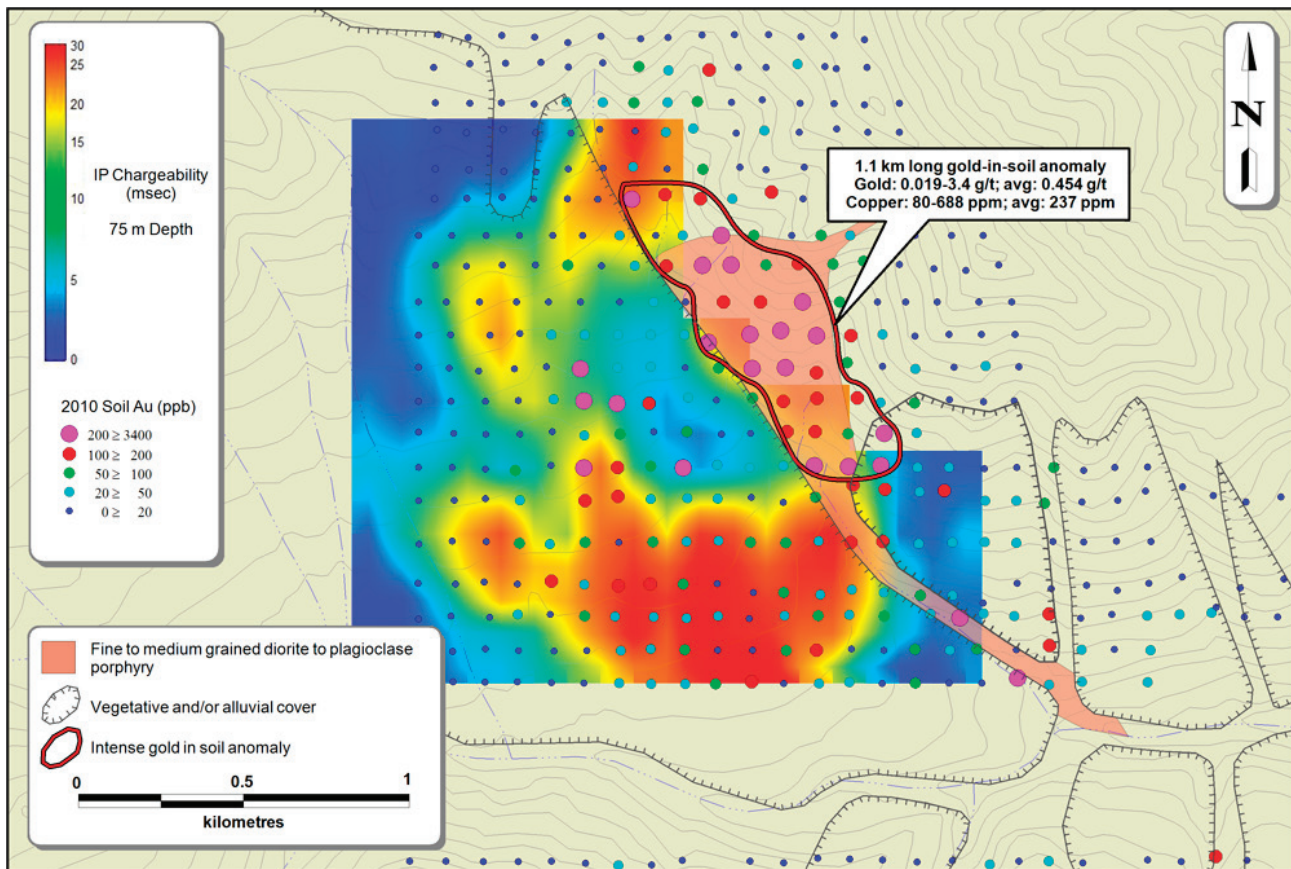 30
25
20
15
10
5
0
IP Chargeability
(msec)
75 m Depth
2010 Soil Au (ppb)
200 ≥ 3400
100 ≥ 200
50 ≥ 100
20 ≥ 50
0 ≥ 20
N
1.1 km long gold-in-soil anomaly
Gold: 0.019-3.4 g/t; avg: 0.454 g/t
Copper: 80-688 ppm; avg: 237 ppm
Fine to medium grained diorite to plagioclase
porphyry
Vegetative and/or alluvial cover
Intense gold in soil anomaly
0 0.5 1
kilometres